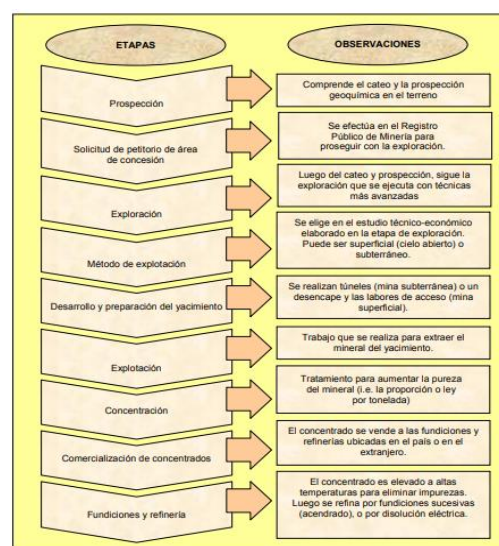 ETAPAS
OBSERVACIONES
Prospección
Comprende el cateo y la prospección
geoquímica en el terreno
Solicitud de petitorio de área
de concesión
Se efectúa en el Registro
Público de Minería para
proseguir con la exploración.
Exploración
Luego del cateo y prospección, sigue la
exploración que se ejecuta con técnicas
más avanzadas
Método de explotación
Se elige en el estudio técnico-económico
elaborado en la etapa de exploración.
Puede ser superficial (cielo abierto) o
subterráneo.
Desarrollo y preparación del yacimiento
Se realizan túneles (mina subterránea) o un
desencape y las labores de acceso (mina
superficial).
Explotación
Trabajo que se realiza para extraer el
mineral del yacimiento.
Concentración
Tratamiento para aumentar la pureza
del mineral (i.e. la proporción o ley
por tonelada)
Comercialización de concentrados
El concentrado se vende a las fundiciones y
refinerías ubicadas en el país o en el
extranjero.
Fundiciones y refinería
El concentrado es elevado a altas
temperaturas para eliminar impurezas.
Luego se refina por fundiciones sucesivas
(acendrado), o por disolución eléctrica.